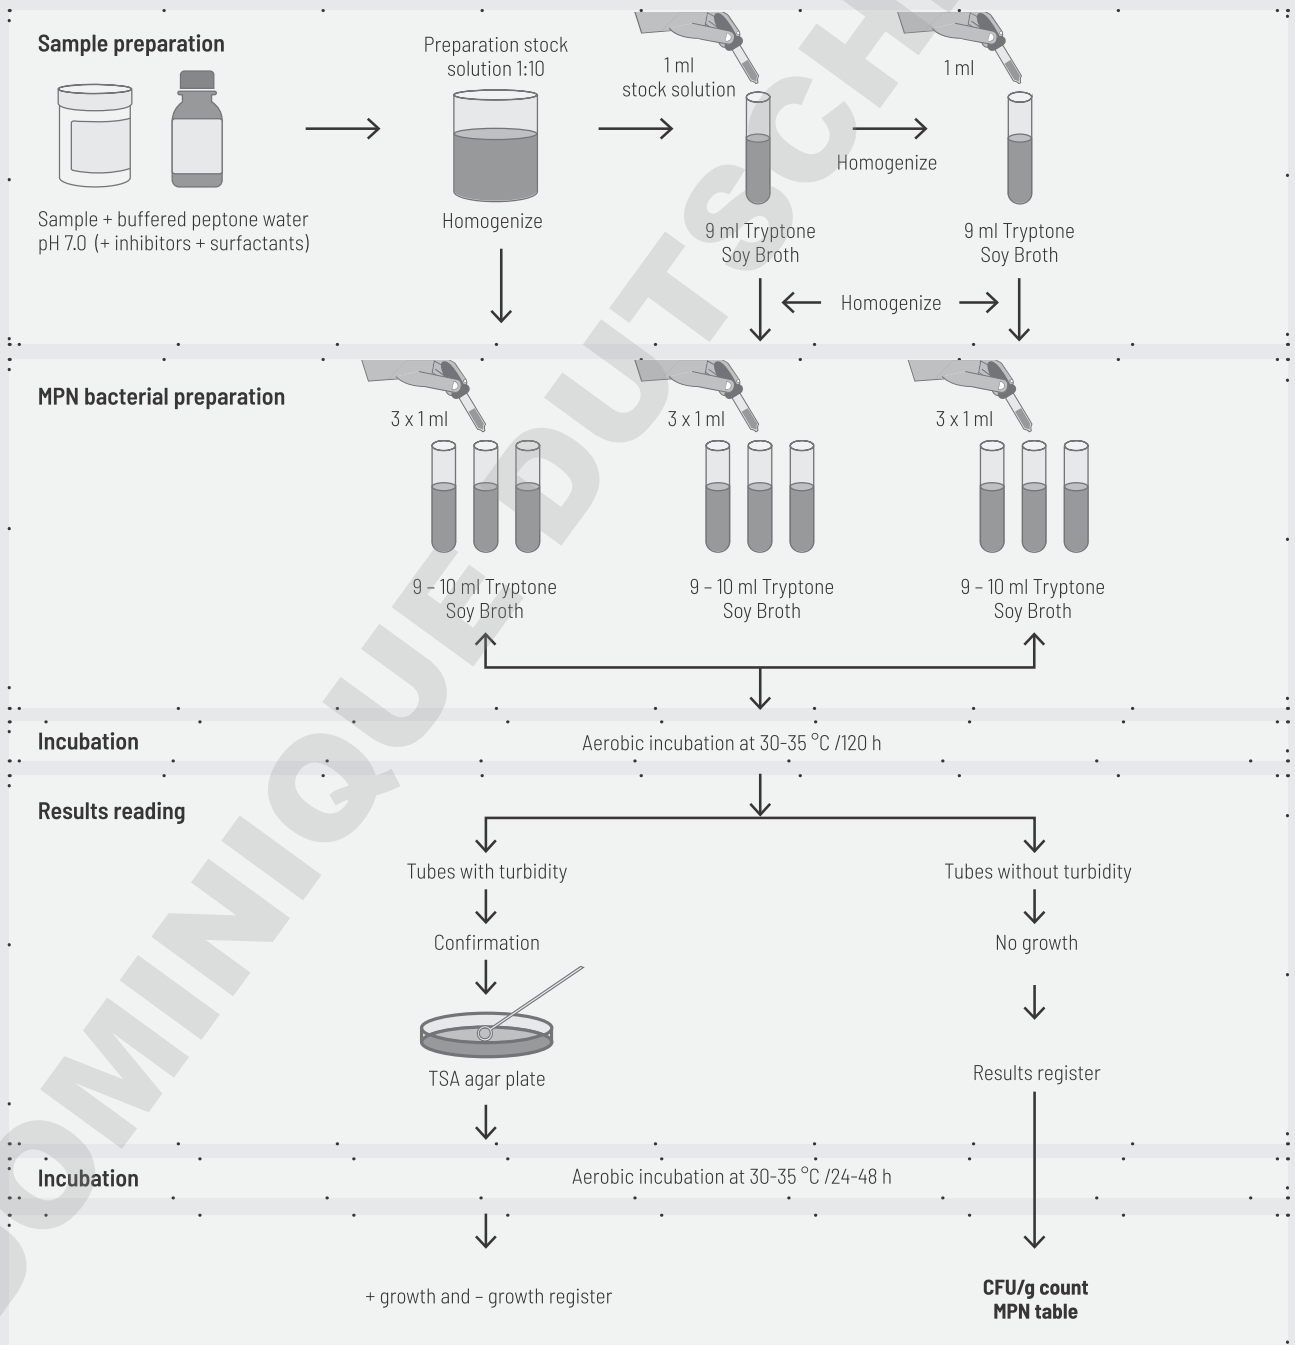 Sample preparation
Preparation stock
solution 1:10
1 ml
stock solution
1 ml
Homogenize
Sample + buffered peptone water
pH 7.0 (+ inhibitors + surfactants)
Homogenize
9 ml Tryptone
Soy Broth
9 ml Tryptone
Soy Broth
Homogenize
MPN bacterial preparation
3 x 1 ml
3 x 1 ml
3 x 1 ml
9 – 10 ml Tryptone
Soy Broth
9 – 10 ml Tryptone
Soy Broth
9 – 10 ml Tryptone
Soy Broth
Incubation
Aerobic incubation at 30-35 °C /120 h
Results reading
Tubes with turbidity
Tubes without turbidity
Confirmation
No growth
TSA agar plate
Results register
Incubation
Aerobic incubation at 30-35 °C /24-48 h
+ growth and – growth register
CFU/g count
MPN table
DOMINIQUE DUTSCHER